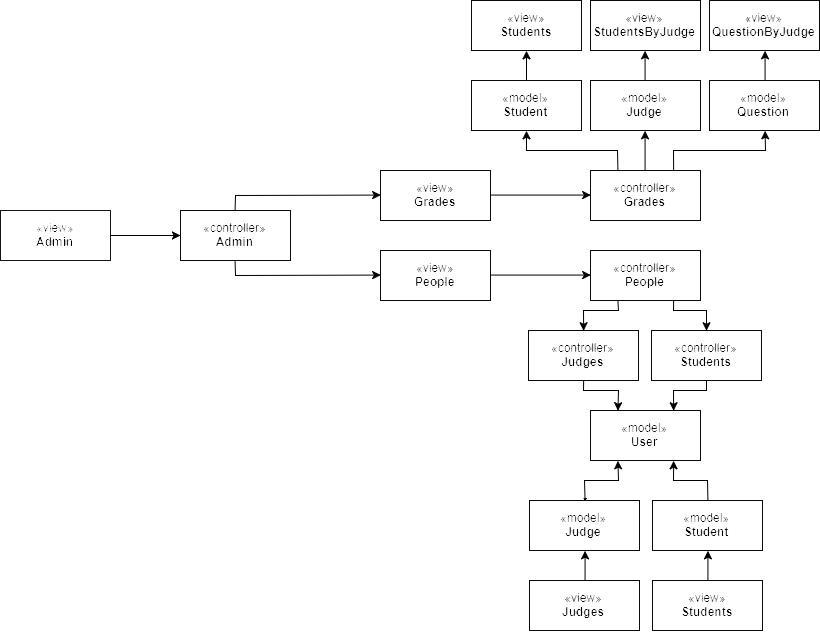 «view»
Students
«view»
StudentsByJudge
«view»
QuestionByJudge
«model»
Student
«model»
Judge
«model»
Question
«view»
Grades
«controller»
Grades
«view»
Admin
«controller»
Admin
«view»
People
«controller»
People
«controller»
Judges
«controller»
Students
«model»
User
«model»
Judge
«model»
Student
«view»
Judges
«view»
Students